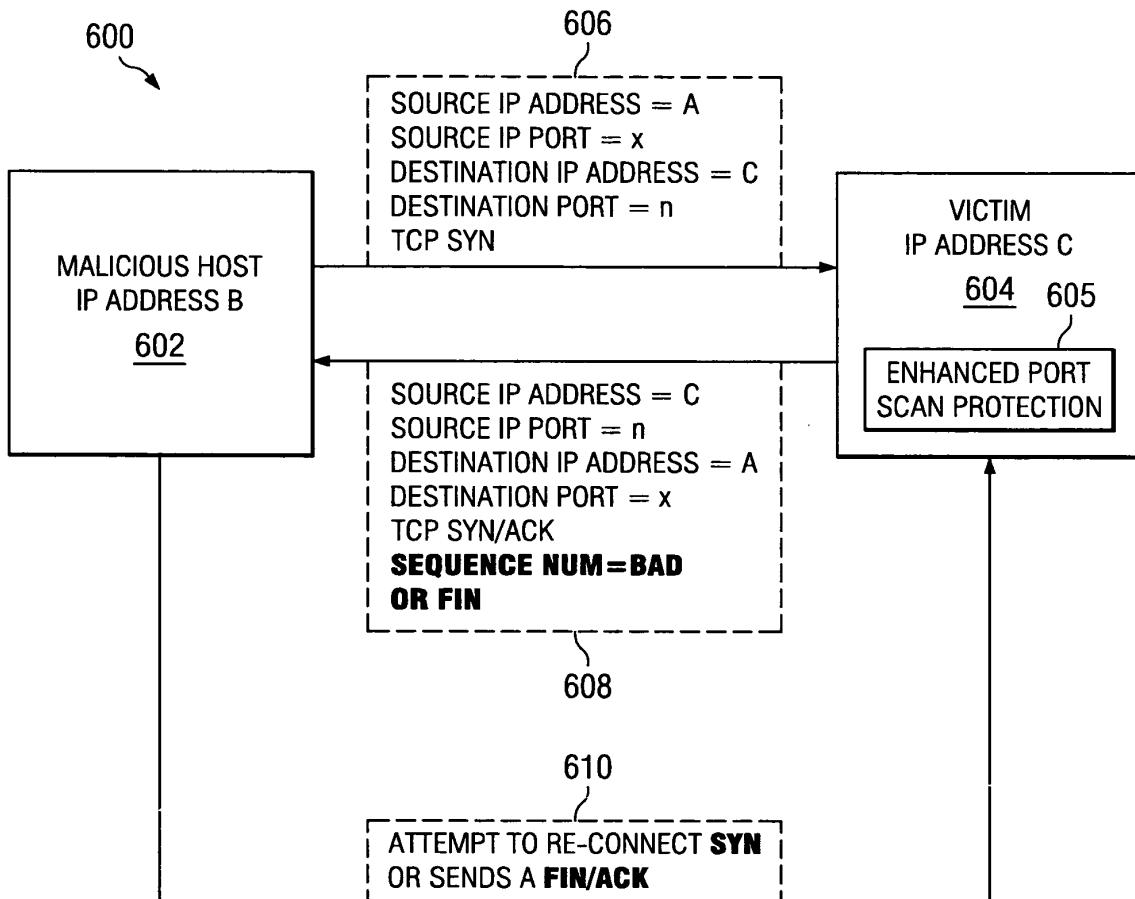 600
606
SOURCE IP ADDRESS = A
SOURCE IP PORT = x
DESTINATION IP ADDRESS = C
DESTINATION PORT = n
TCP SYN
MALICIOUS HOST
IP ADDRESS B
602
VICTIM
IP ADDRESS C
604
605
ENHANCED PORT
SCAN PROTECTION
SOURCE IP ADDRESS = C
SOURCE IP PORT = n
DESTINATION IP ADDRESS = A
DESTINATION PORT = x
TCP SYN/ACK
SEQUENCE NUM=BAD
OR FIN
608
610
ATTEMPT TO RE-CONNECT SYN
OR SENDS A FIN/ACK